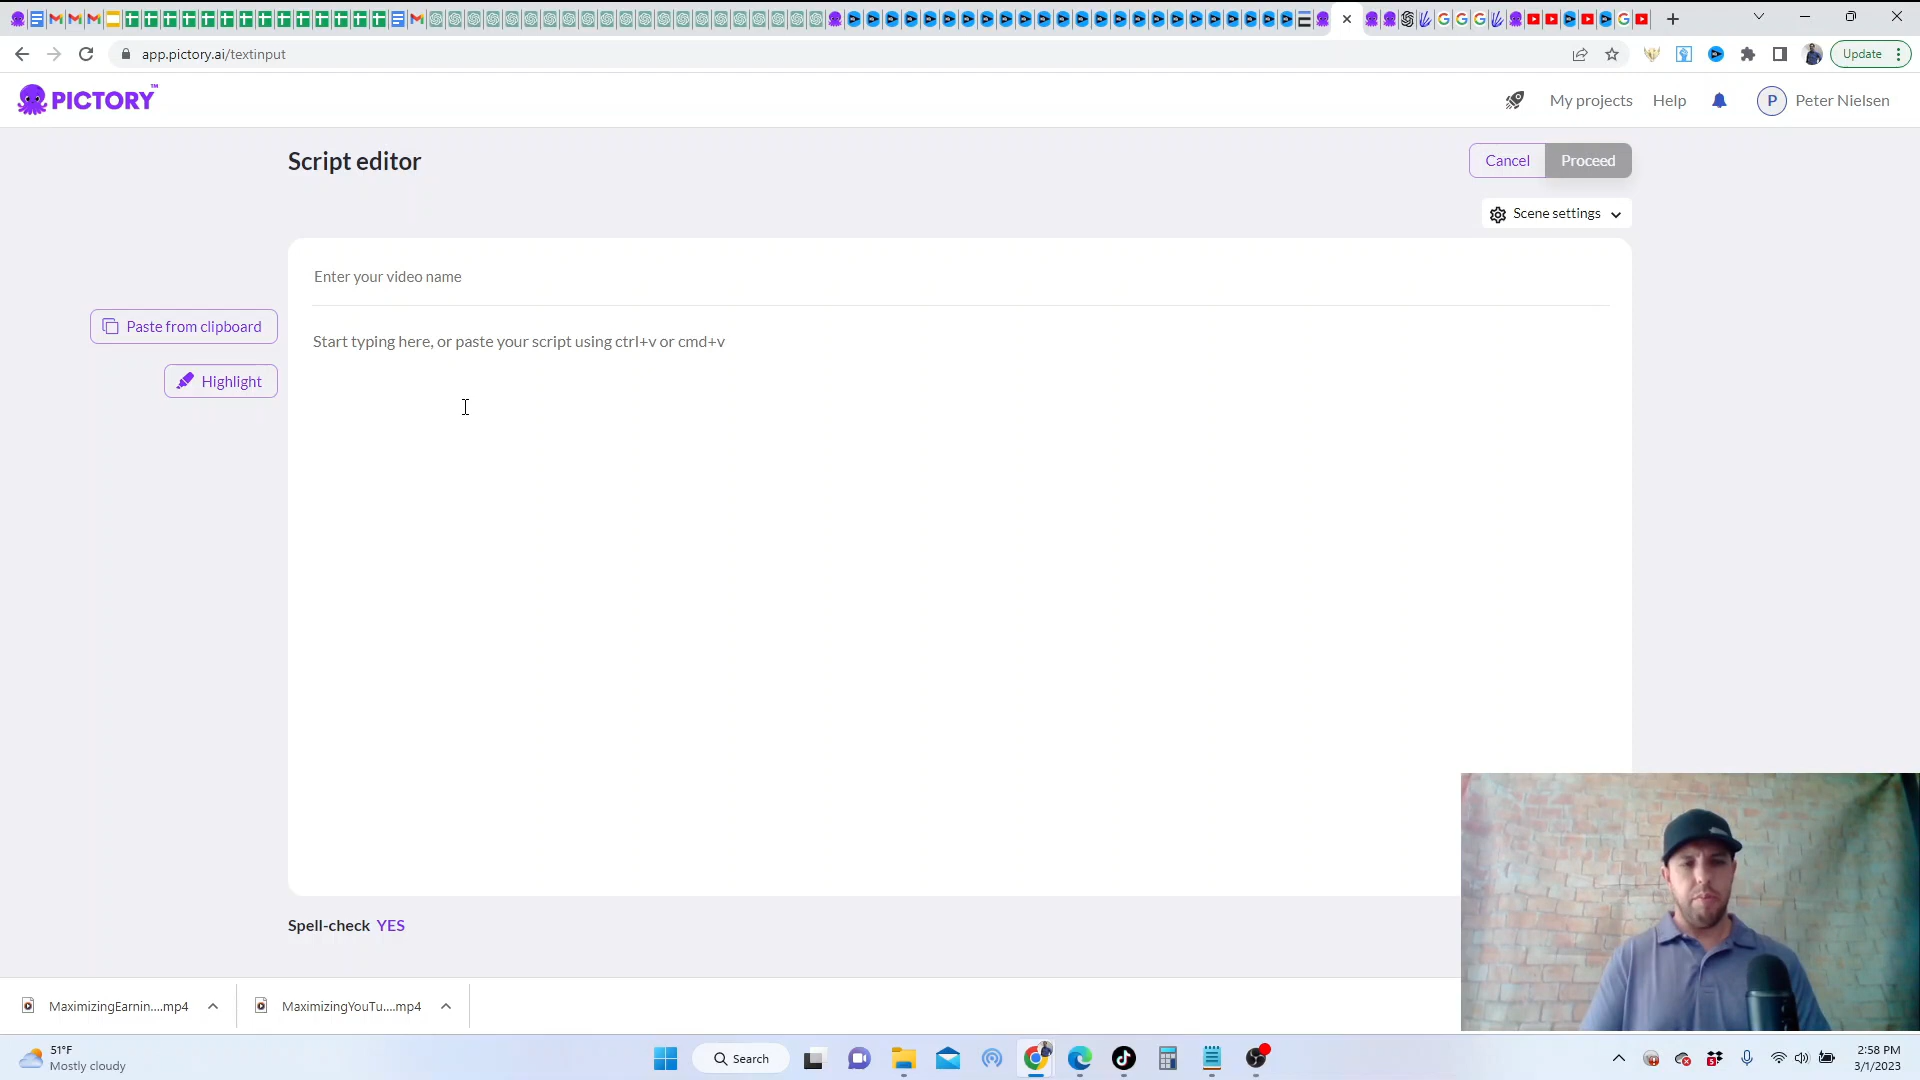 app.pictory.ai/textinput
Update
PICTORY™
My projects
Help
P
Peter Nielsen
Script editor
Cancel
Proceed
Scene settings
Enter your video name
Paste from clipboard
Start typing here, or paste your script using ctrl+v or cmd+v
Highlight
Spell-check YES
MaximizingEarnin....mp4
MaximizingYouTu....mp4
51°F
Mostly cloudy
Search
2:58 PM
3/1/2023